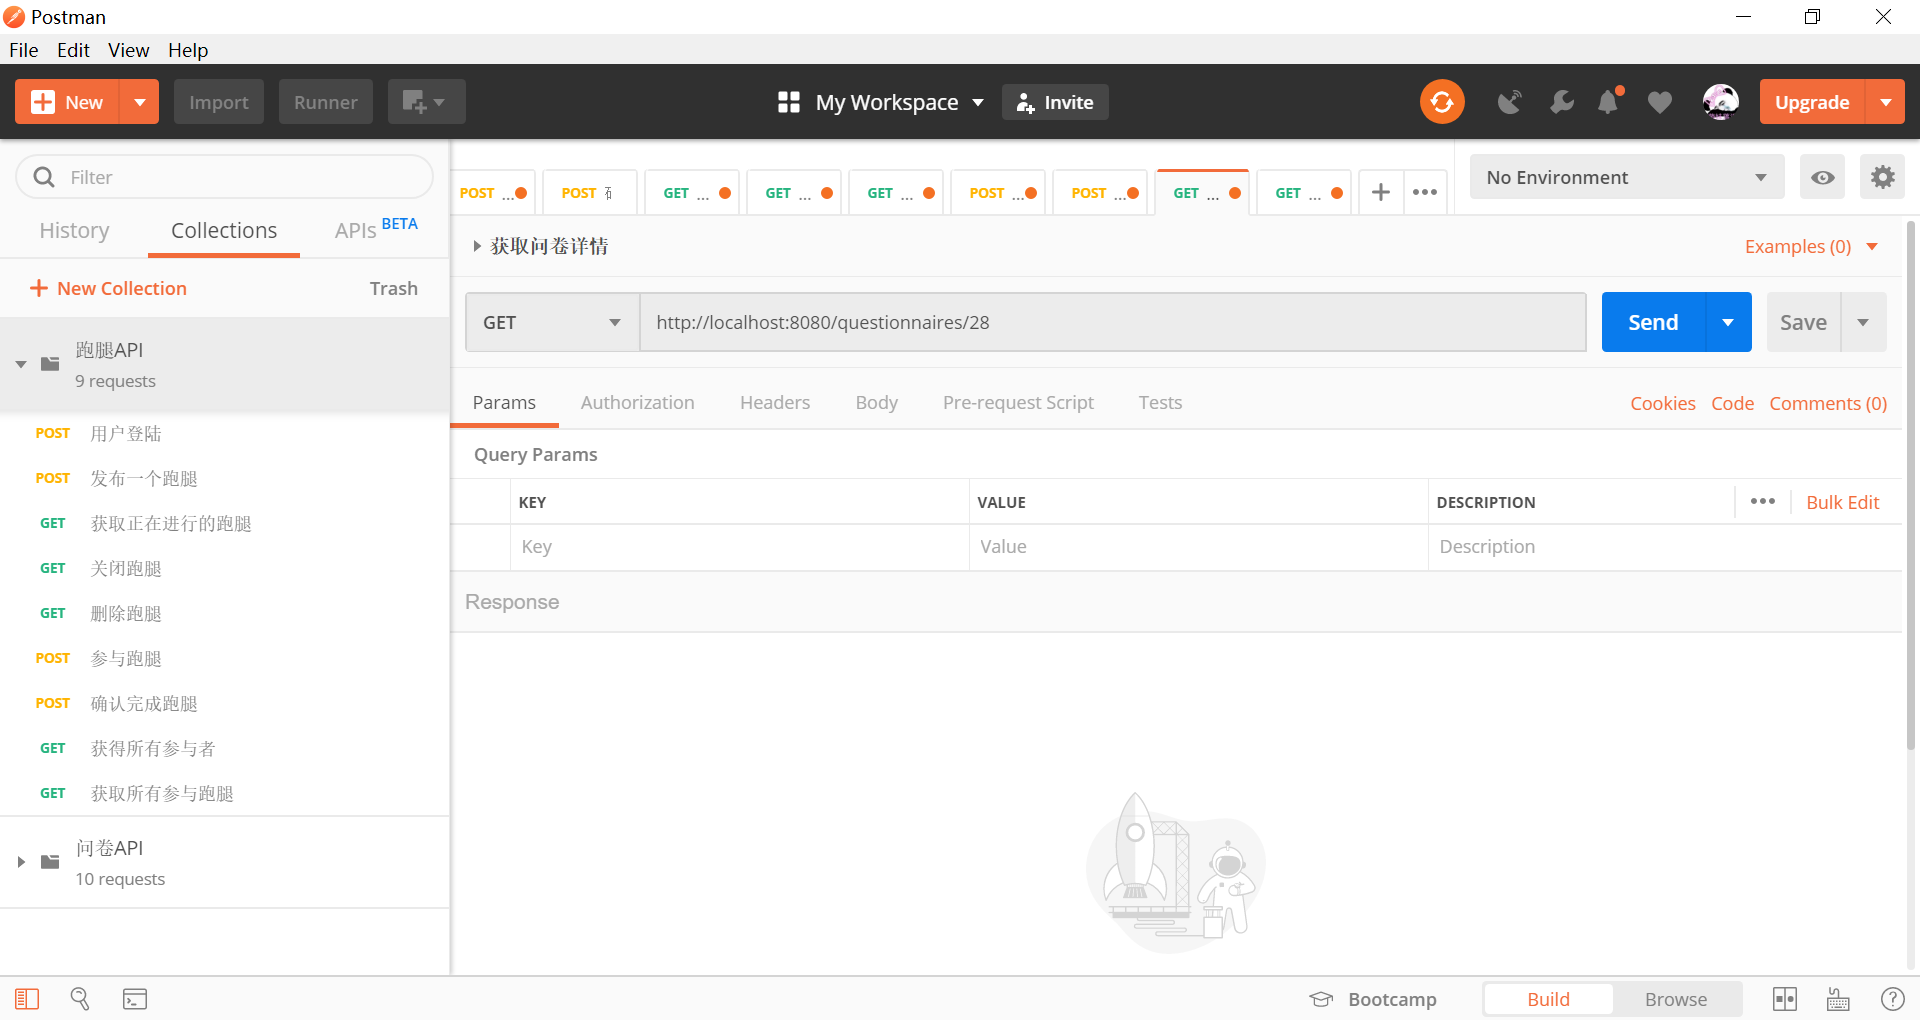 Postman
File Edit View Help
New Import Runner My Workspace Invite Upgrade
Filter
History Collections APIs BETA
New Collection Trash
跑腿API
9 requests
POST 用户登陆
POST 发布一个跑腿
GET 获取正在进行的跑腿
GET 关闭跑腿
GET 删除跑腿
POST 参与跑腿
POST 确认完成跑腿
GET 获得所有参与者
GET 获取所有参与跑腿
问卷API
10 requests
POST ... POST GET ... GET ... GET ... POST ... POST ... GET ... GET ...
No Environment
获取问卷详情
Examples (0)
GET http://localhost:8080/questionnaires/28 Send Save
Params Authorization Headers Body Pre-request Script Tests Cookies Code Comments (0)
Query Params
KEY VALUE DESCRIPTION Bulk Edit
Key Value Description
Response
Bootcamp Build Browse